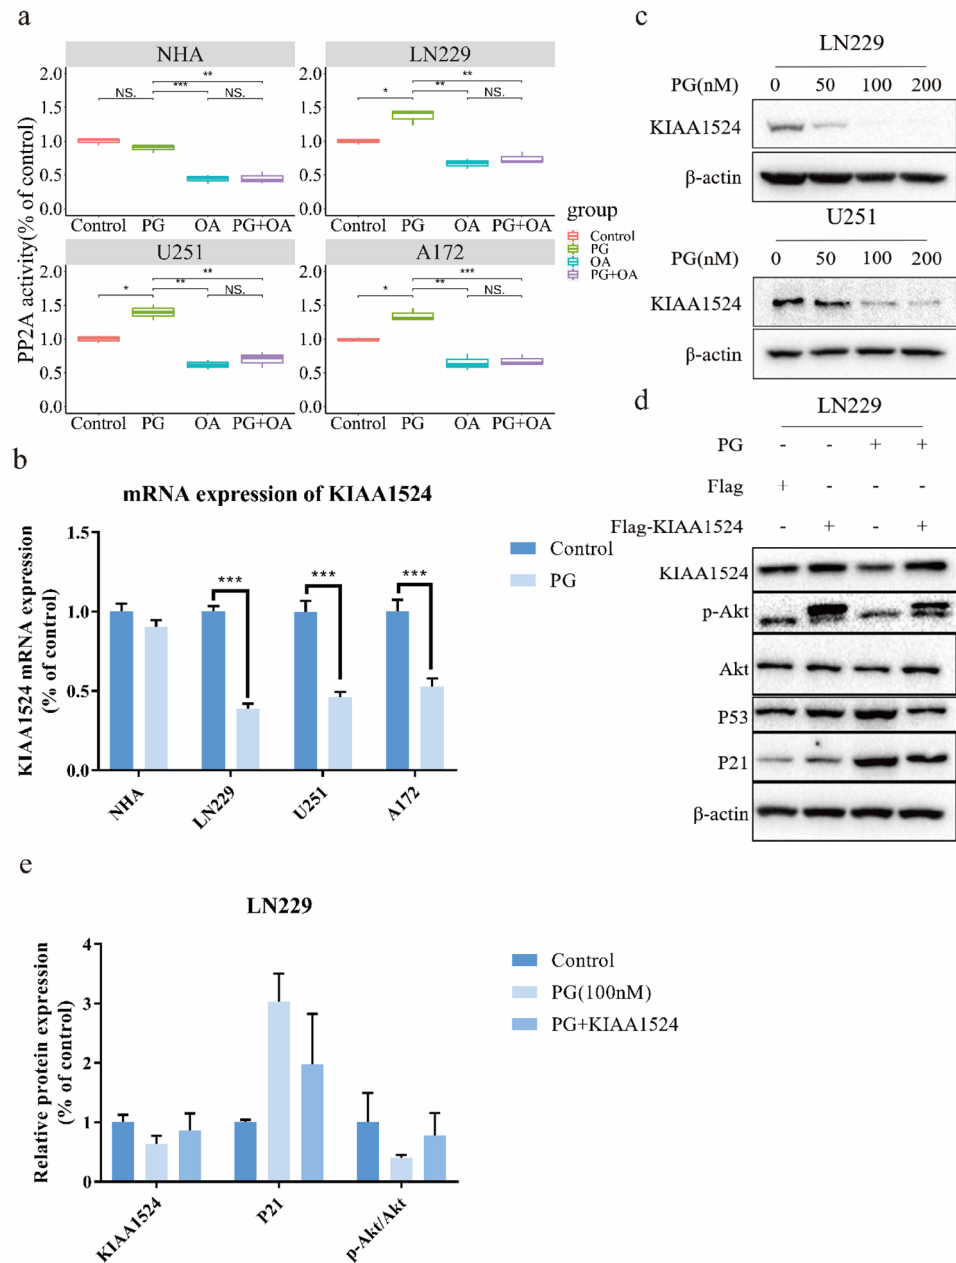 a
NHA
LN229
PP2A activity(% of control)
2.0
1.5
1.0
0.5
0.0
**
***
NS.
NS.
Control PG OA PG+OA
2.0
1.5
1.0
0.5
0.0
**
**
*
NS.
Control PG OA PG+OA
U251
A172
2.0
1.5
1.0
0.5
0.0
**
**
*
NS.
Control PG OA PG+OA
2.0
1.5
1.0
0.5
0.0
***
**
*
NS.
Control PG OA PG+OA
group
Control
PG
OA
PG+OA
b
mRNA expression of KIAA1524
KIAA1524 mRNA expression
(% of control)
1.5
1.0
0.5
0.0
*** *** ***
NHA LN229 U251 A172
Control
PG
c
LN229
PG(nM) 0 50 100 200
KIAA1524
β-actin
U251
PG(nM) 0 50 100 200
KIAA1524
β-actin
d
LN229
PG - - + +
Flag + - - -
Flag-KIAA1524 - + - +
KIAA1524
p-Akt
Akt
P53
P21
β-actin
e
LN229
Relative protein expression
(% of control)
4
3
2
1
0
KIAA1524 P21 p-Akt/Akt
Control
PG(100nM)
PG+KIAA1524